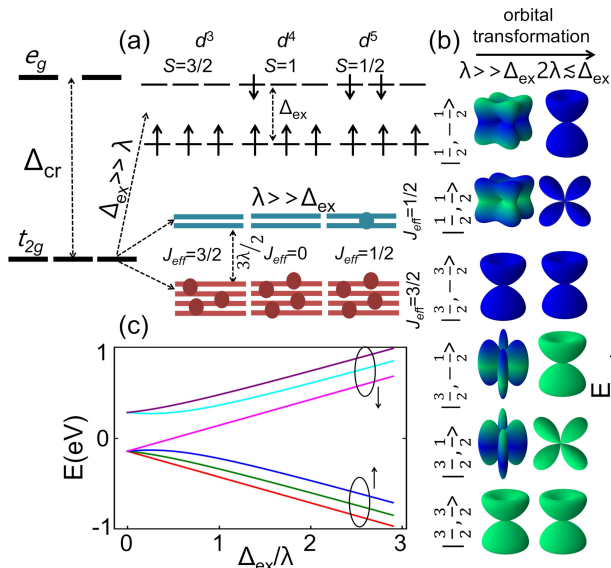 (a)
d³ d⁴ d⁵
S=3/2 S=1 S=1/2
e_g
Δ_cr
t_2g
Δ_ex>> λ
Δ_ex
λ>>Δ_ex
J_eff=3/2 J_eff=0 J_eff=1/2
3λ/2
J_eff=1/2
J_eff=3/2
(b)
orbital
transformation
λ>>Δ_ex 2λ≲Δ_ex
|1/2, -1/2>
|1/2, 1/2>
|3/2, -3/2>
|3/2, -1/2>
|3/2, 1/2>
|3/2, 3/2>
E
(c)
E(eV)
1
0
-1
0 1 2 3
Δ_ex/λ